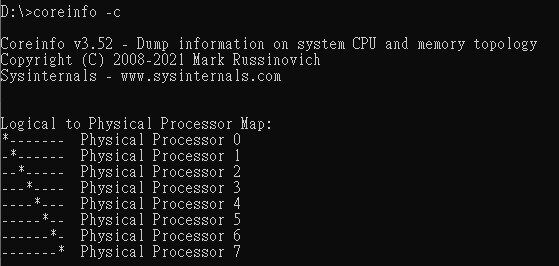 D:\>coreinfo -c
Coreinfo v3.52 - Dump information on system CPU and memory topology
Copyright (C) 2008-2021 Mark Russinovich
Sysinternals - www.sysinternals.com
Logical to Physical Processor Map:
*-------  Physical Processor 0
-*------  Physical Processor 1
--*-----  Physical Processor 2
---*----  Physical Processor 3
----*---  Physical Processor 4
-----*--  Physical Processor 5
------*-  Physical Processor 6
-------*  Physical Processor 7